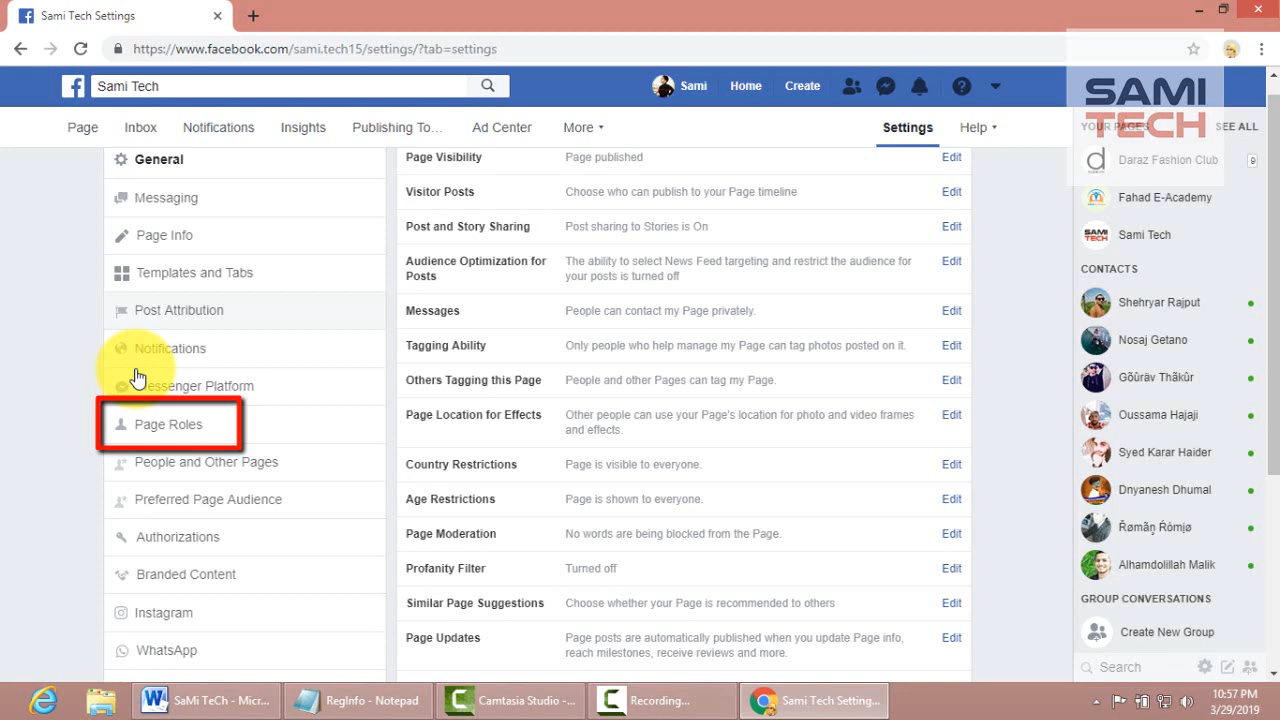 Sami Tech Settings
https://www.facebook.com/sami.tech15/settings/?tab=settings
Sami Tech
Sami
Home
Create
SAMI
TECH
Page
Inbox
Notifications
Insights
Publishing To...
Ad Center
More
Settings
Help
YOUR PAGES
SEE ALL
Daraz Fashion Club
9
Fahad E-Academy
SAMI
TECH
Sami Tech
CONTACTS
Shehryar Rajput
Nosaj Getano
Gõûräv Thãkûr
Oussama Hajaji
Syed Karar Haider
Dnyanesh Dhumal
Alhamdolillah Malik
GROUP CONVERSATIONS
Create New Group
Search
General
Messaging
Page Info
Templates and Tabs
Post Attribution
Notifications
Messenger Platform
Page Roles
People and Other Pages
Preferred Page Audience
Authorizations
Branded Content
Instagram
WhatsApp
Page Visibility Page published Edit
Visitor Posts Choose who can publish to your Page timeline Edit
Post and Story Sharing Post sharing to Stories is On Edit
Audience Optimization for The ability to select News Feed targeting and restrict the audience for Edit
Posts your posts is turned off
Messages People can contact my Page privately. Edit
Tagging Ability Only people who help manage my Page can tag photos posted on it. Edit
Others Tagging this Page People and other Pages can tag my Page. Edit
Page Location for Effects Other people can use your Page's location for photo and video frames Edit
and effects.
Country Restrictions Page is visible to everyone. Edit
Age Restrictions Page is shown to everyone. Edit
Page Moderation No words are being blocked from the Page. Edit
Profanity Filter Turned off Edit
Similar Page Suggestions Choose whether your Page is recommended to others Edit
Page Updates Page posts are automatically published when you update Page info, Edit
reach milestones, receive reviews and more.
SaMi TeCh - Micr...
RegInfo - Notepad
Camtasia Studio - ...
Recording...
Sami Tech Setting...
10:57 PM
3/29/2019